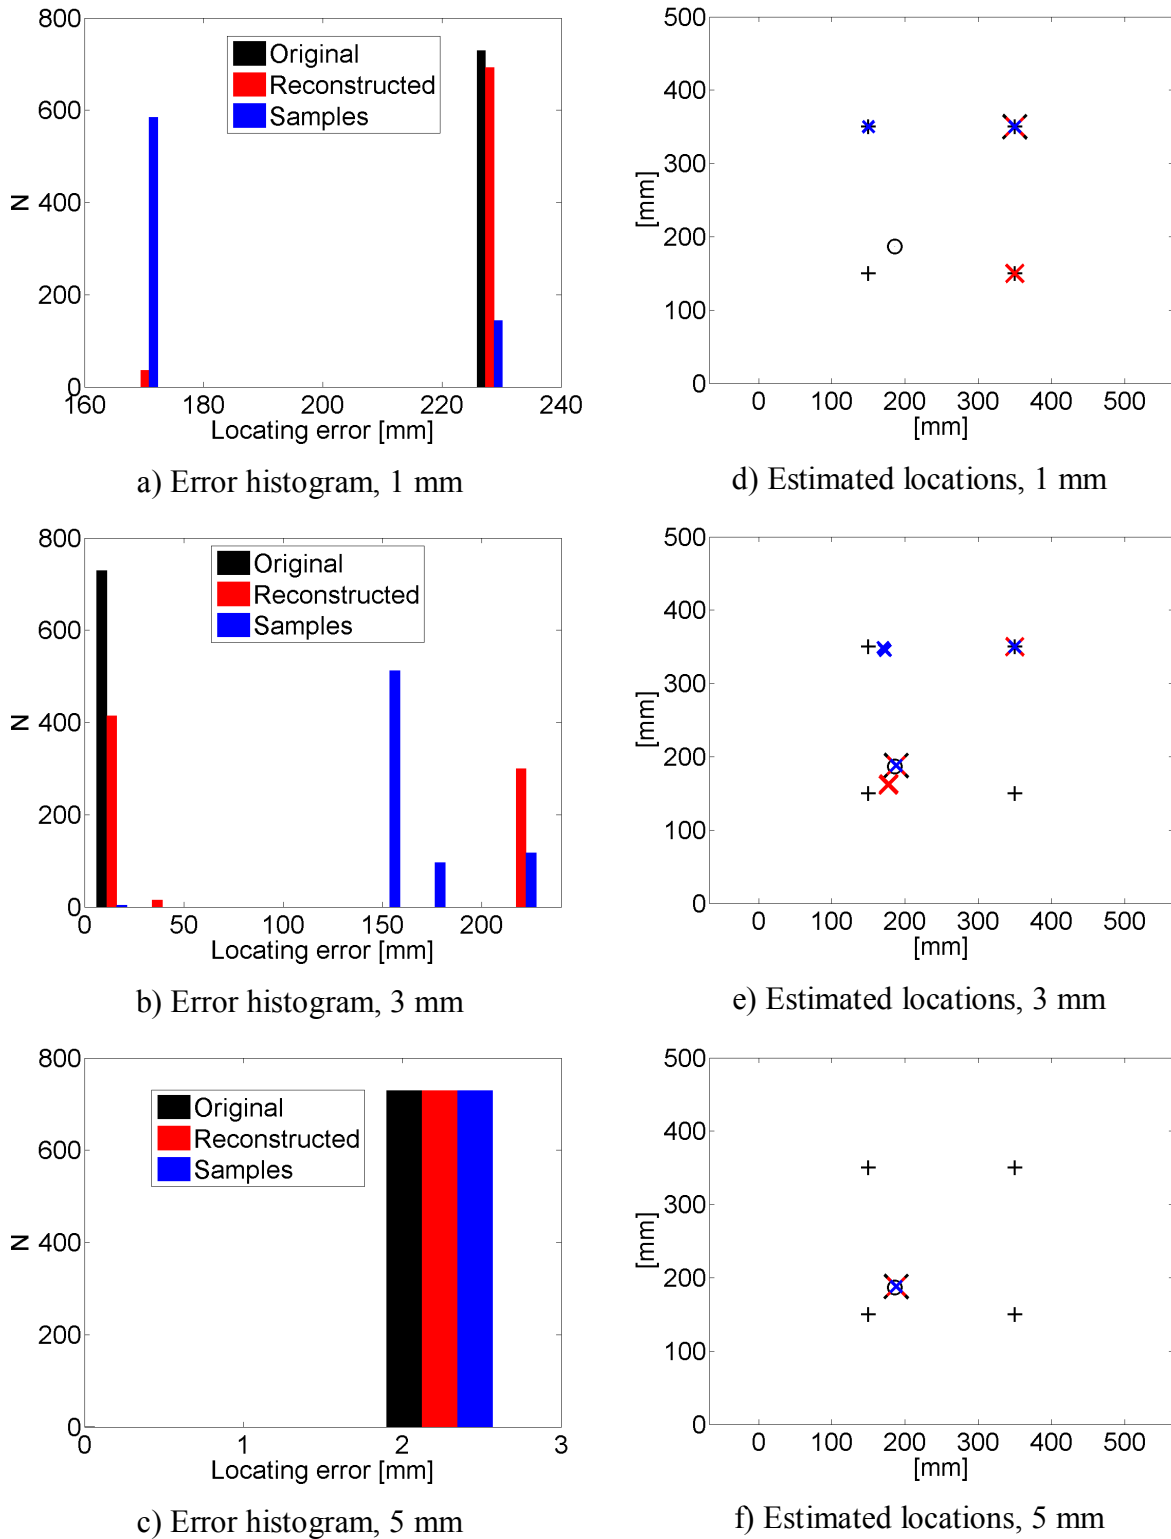 800
600
400
200
0
N
Original
Reconstructed
Samples
160 180 200 220 240
Locating error [mm]
a) Error histogram, 1 mm
500
400
300
200
100
0
[mm]
0 100 200 300 400 500
[mm]
d) Estimated locations, 1 mm
800
600
400
200
0
N
Original
Reconstructed
Samples
0 50 100 150 200
Locating error [mm]
b) Error histogram, 3 mm
500
400
300
200
100
0
[mm]
0 100 200 300 400 500
[mm]
e) Estimated locations, 3 mm
800
600
400
200
0
N
Original
Reconstructed
Samples
0 1 2 3
Locating error [mm]
c) Error histogram, 5 mm
500
400
300
200
100
0
[mm]
0 100 200 300 400 500
[mm]
f) Estimated locations, 5 mm